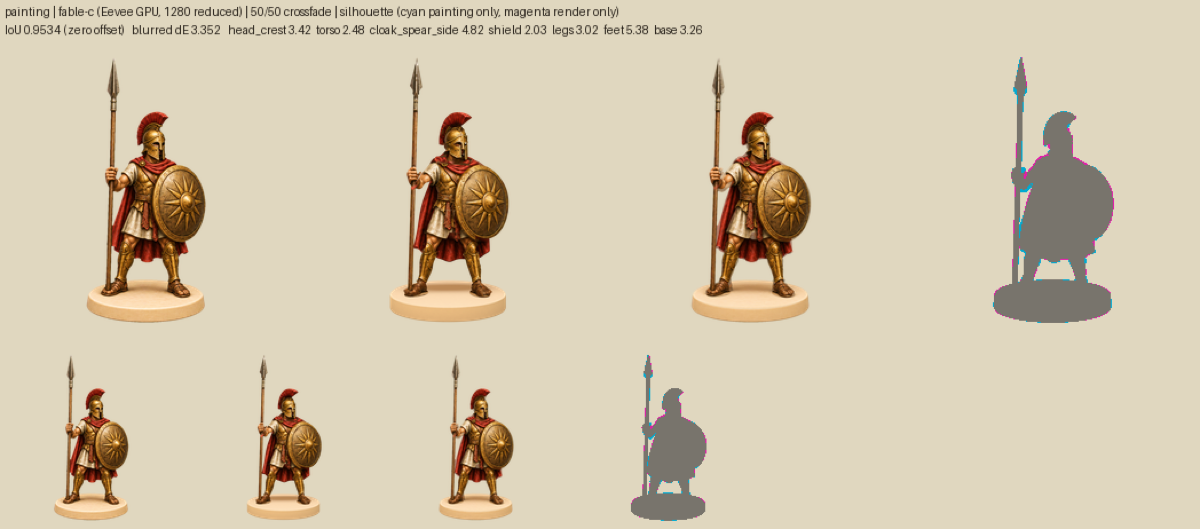 painting | fable-c (Eevee GPU, 1280 reduced) | 50/50 crossfade | silhouette (cyan painting only, magenta render only)
IoU 0.9534 (zero offset) blurred dE 3.352 head_crest 3.42 torso 2.48 cloak_spear_side 4.82 shield 2.03 legs 3.02 feet 5.38 base 3.26